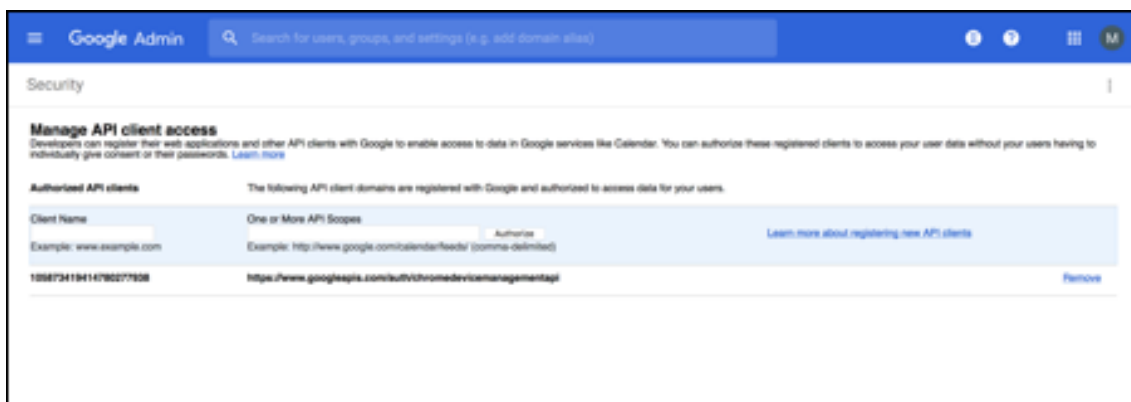 Google Admin
Search for users, groups, and settings (e.g. add domain alias)
M
Security
Manage API client access
Developers can register their web applications and other API clients with Google to enable access to data in Google services like Calendar. You can authorize these registered clients to access your user data without your users having to
individually give consent or their passwords. Learn more
Authorized API clients
The following API client domains are registered with Google and authorized to access data for your users.
Client Name
One or More API Scopes
Authorize
Learn more about registering new API clients
Example: www.example.com
Example: http://www.google.com/calendar/feeds/ (comma-delimited)
https://www.googleapis.com/auth/chromedevicemanagementapi
Remove